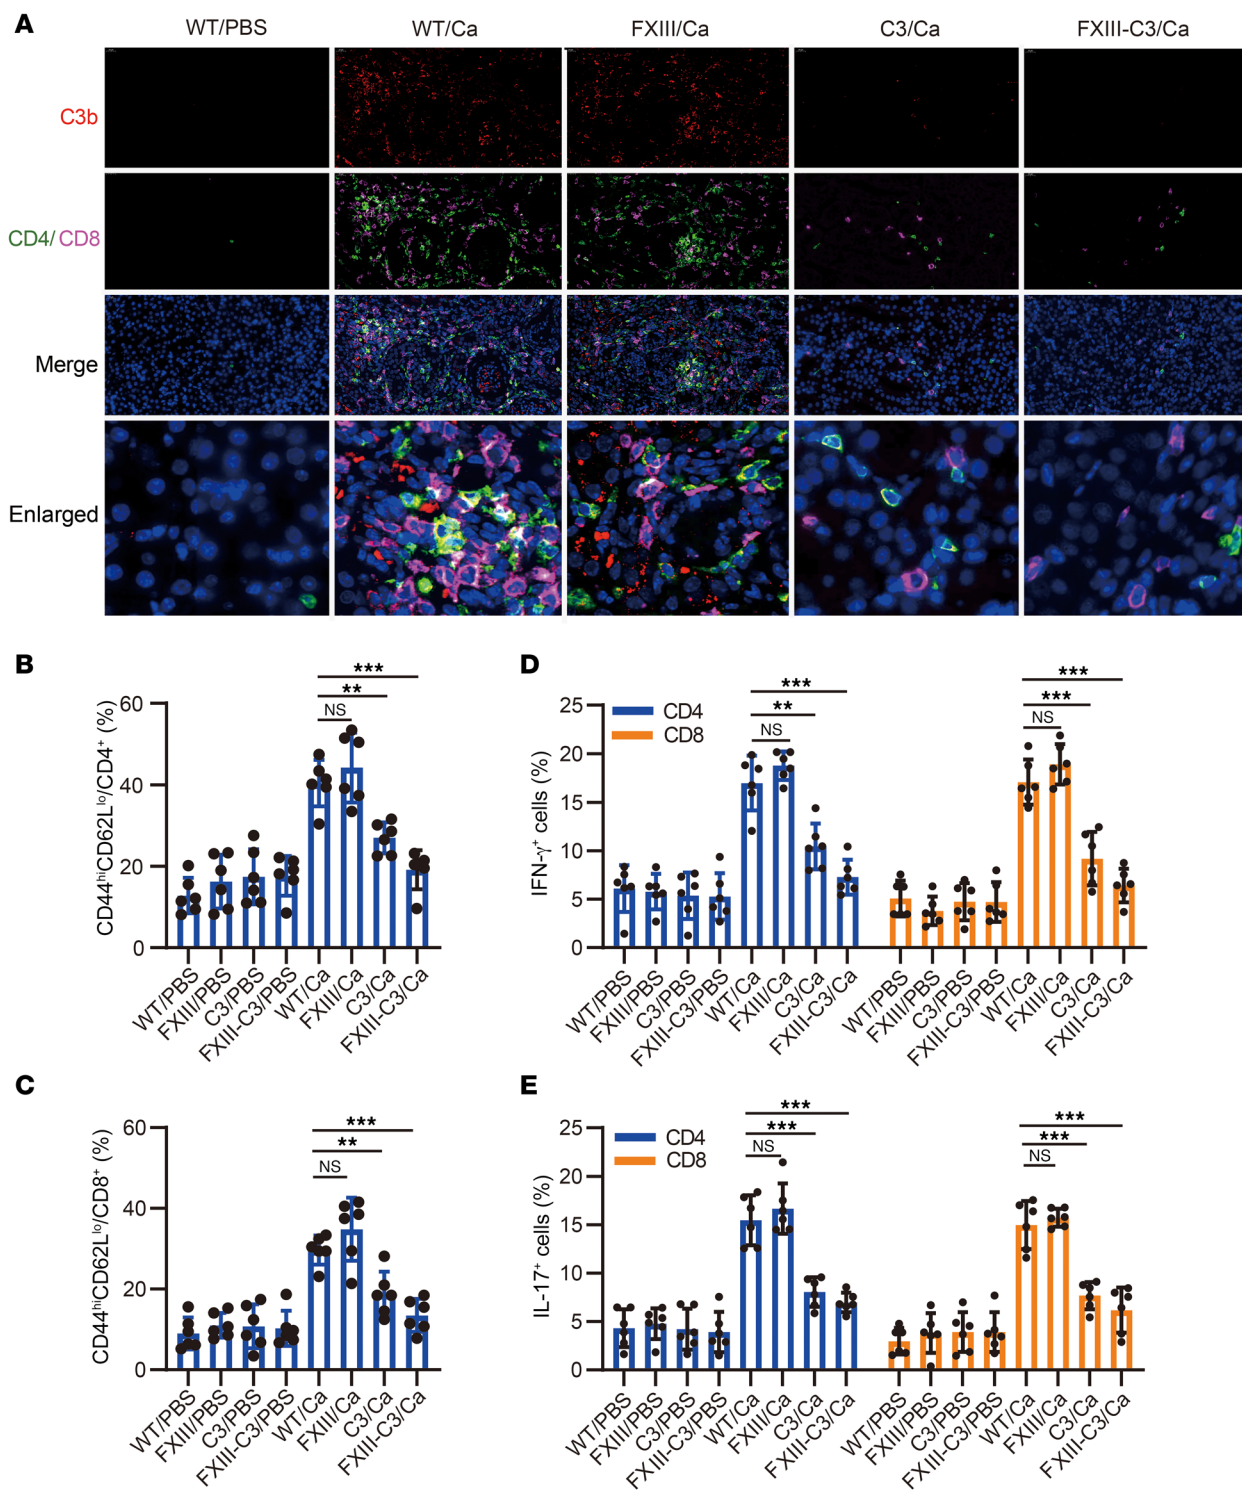 A
WT/PBS WT/Ca FXIII/Ca C3/Ca FXIII-C3/Ca
C3b
CD4/ CD8
Merge
Enlarged
B
CD44ʰⁱCD62Lˡᵒ/CD4⁺ (%)
60
40
20
0
***
**
NS
WT/PBS
FXIII/PBS
C3/PBS
FXIII-C3/PBS
WT/Ca
FXIII/Ca
C3/Ca
FXIII-C3/Ca
D
IFN-γ⁺ cells (%)
25
20
15
10
5
0
CD4
CD8
***
**
NS
***
***
NS
WT/PBS
FXIII/PBS
C3/PBS
FXIII-C3/PBS
WT/Ca
FXIII/Ca
C3/Ca
FXIII-C3/Ca
WT/PBS
FXIII/PBS
C3/PBS
FXIII-C3/PBS
WT/Ca
FXIII/Ca
C3/Ca
FXIII-C3/Ca
C
CD44ʰⁱCD62Lˡᵒ/CD8⁺ (%)
60
40
20
0
***
**
NS
WT/PBS
FXIII/PBS
C3/PBS
FXIII-C3/PBS
WT/Ca
FXIII/Ca
C3/Ca
FXIII-C3/Ca
E
IL-17⁺ cells (%)
25
20
15
10
5
0
CD4
CD8
***
***
NS
***
***
NS
WT/PBS
FXIII/PBS
C3/PBS
FXIII-C3/PBS
WT/Ca
FXIII/Ca
C3/Ca
FXIII-C3/Ca
WT/PBS
FXIII/PBS
C3/PBS
FXIII-C3/PBS
WT/Ca
FXIII/Ca
C3/Ca
FXIII-C3/Ca